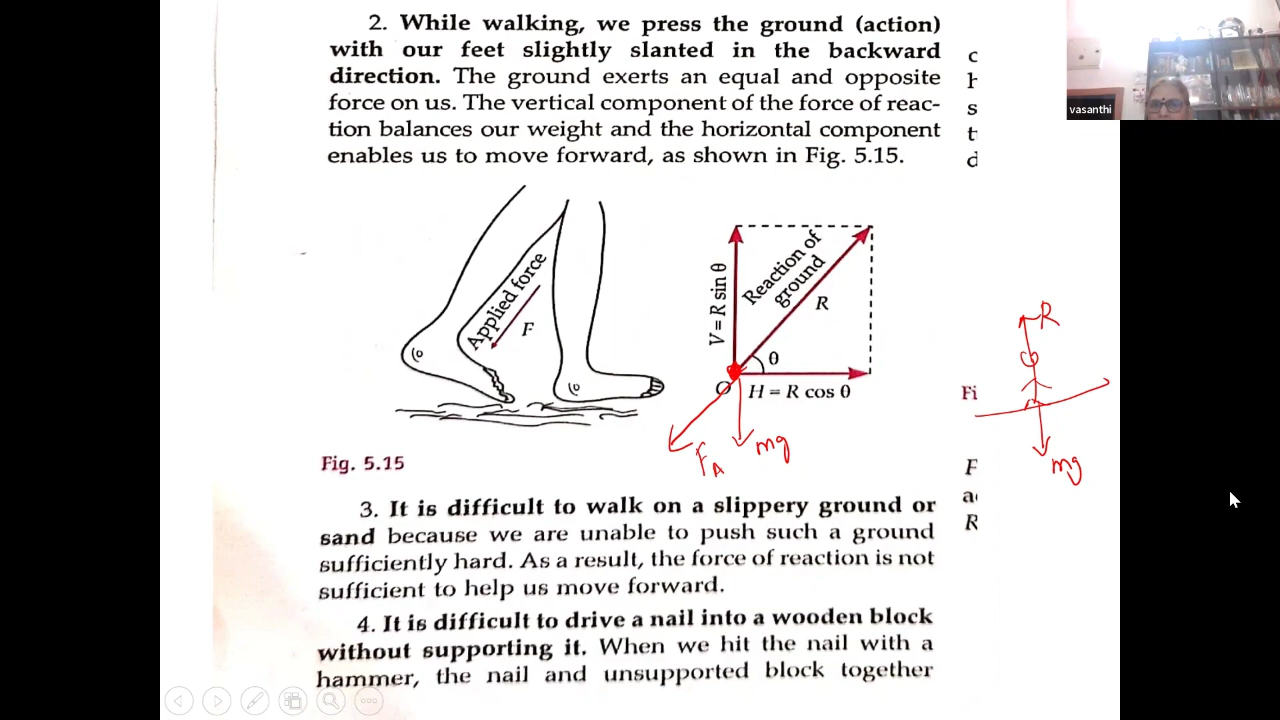 2. While walking, we press the ground (action)
with our feet slightly slanted in the backward
direction. The ground exerts an equal and opposite
force on us. The vertical component of the force of reac-
tion balances our weight and the horizontal component
enables us to move forward, as shown in Fig. 5.15.
Applied force
F
V = R sin θ
Reaction of
ground
R
θ
O
H = R cos θ
F_A
mg
Fig. 5.15
3. It is difficult to walk on a slippery ground or
sand because we are unable to push such a ground
sufficiently hard. As a result, the force of reaction is not
sufficient to help us move forward.
4. It is difficult to drive a nail into a wooden block
without supporting it. When we hit the nail with a
hammer, the nail and unsupported block together
c
h
s
t
d
R
mg
Fi
F
a
R
vasanthi